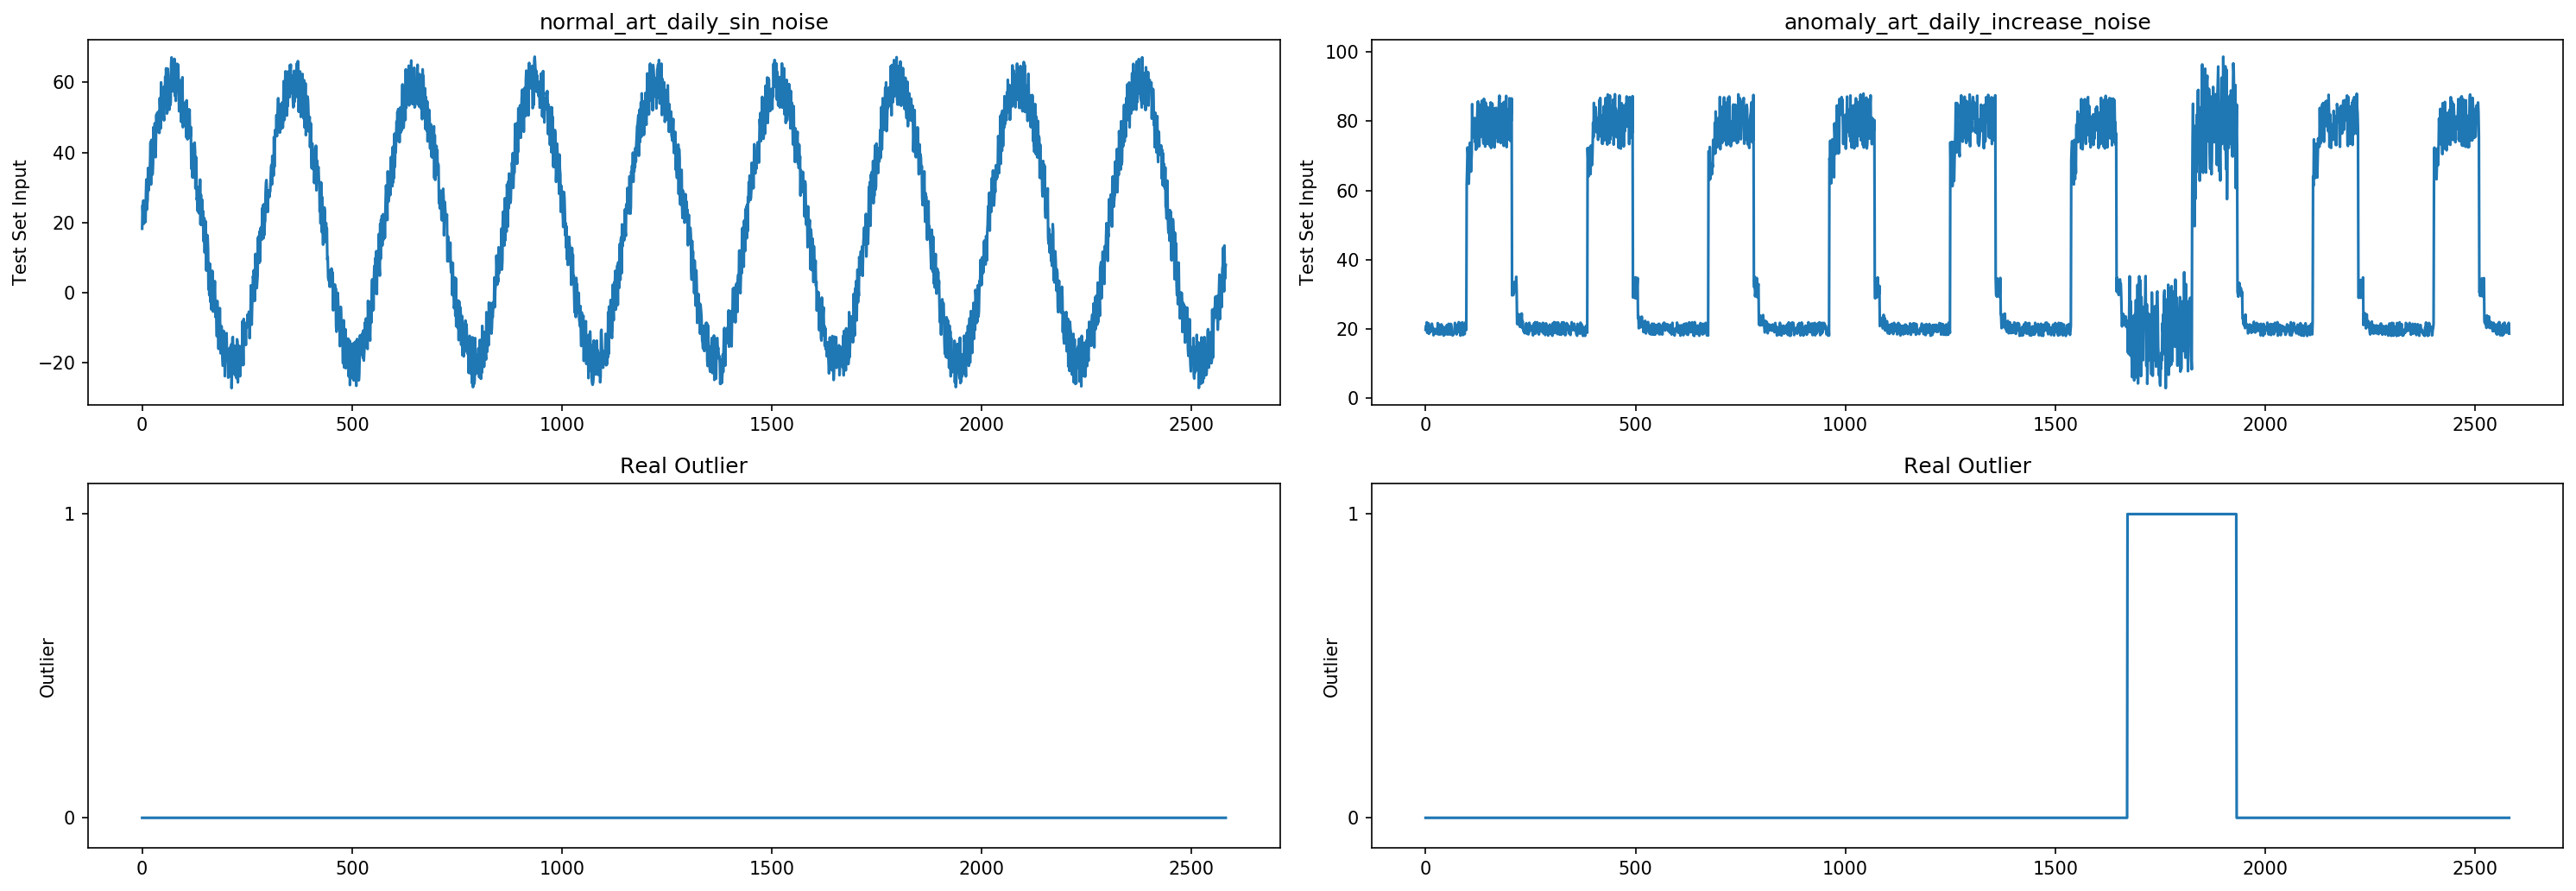 normal_art_daily_sin_noise
Test Set Input
60
40
20
0
−20
0 500 1000 1500 2000 2500
anomaly_art_daily_increase_noise
Test Set Input
100
80
60
40
20
0
0 500 1000 1500 2000 2500
Real Outlier
Outlier
1
0
0 500 1000 1500 2000 2500
Real Outlier
Outlier
1
0
0 500 1000 1500 2000 2500